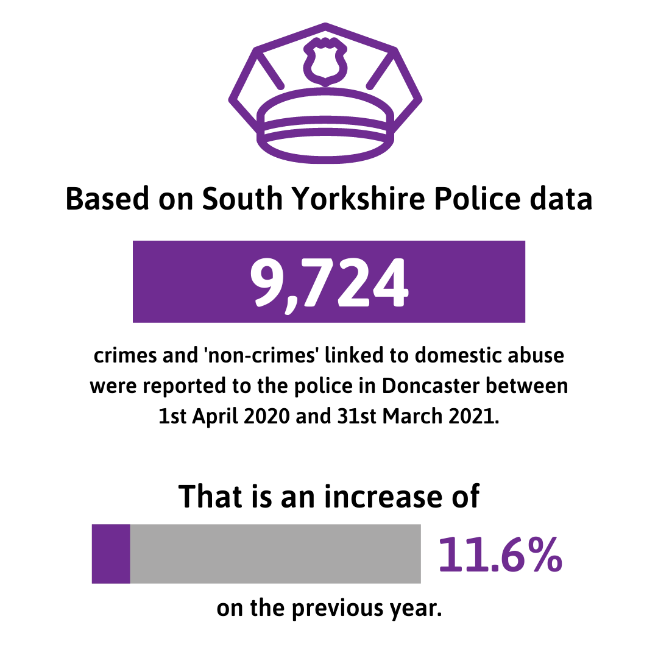 Based on South Yorkshire Police data
9,724
crimes and 'non-crimes' linked to domestic abuse
were reported to the police in Doncaster between
1st April 2020 and 31st March 2021.
That is an increase of
11.6%
on the previous year.